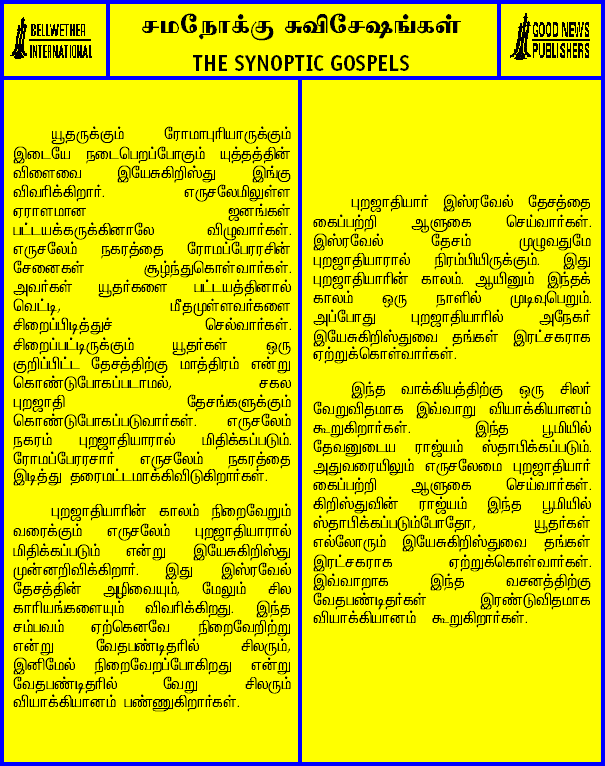 BELLWETHER
INTERNATIONAL
சமநோக்கு சுவிசேஷங்கள்
THE SYNOPTIC GOSPELS
GOOD NEWS
PUBLISHERS
யூதருக்கும் ரோமாபுரியாருக்கும்
இடையே நடைபெறப்போகும் யுத்தத்தின்
விளைவை இயேசுகிறிஸ்து இங்கு
விவரிக்கிறார். எருசலேமிலுள்ள
ஏராளமான ஜனங்கள்
பட்டயக்கருக்கினாலே விழுவார்கள்.
எருசலேம் நகரத்தை ரோமப்பேரரசின்
சேனைகள் சூழ்ந்துகொள்வார்கள்.
அவர்கள் யூதர்களை பட்டயத்தினால்
வெட்டி, மீதமுள்ளவர்களை
சிறைப்பிடித்துச் செல்வார்கள்.
சிறைப்பட்டிருக்கும் யூதர்கள் ஒரு
குறிப்பிட்ட தேசத்திற்கு மாத்திரம் என்று
கொண்டுபோகப்படாமல், சகல
புறஜாதி தேசங்களுக்கும்
கொண்டுபோகப்படுவார்கள். எருசலேம்
நகரம் புறஜாதியாரால் மிதிக்கப்படும்.
ரோமப்பேரரசார் எருசலேம் நகரத்தை
இடித்து தரைமட்டமாக்கிவிடுகிறார்கள்.
புறஜாதியாரின் காலம் நிறைவேறும்
வரைக்கும் எருசலேம் புறஜாதியாரால்
மிதிக்கப்படும் என்று இயேசுகிறிஸ்து
முன்னறிவிக்கிறார். இது இஸ்ரவேல்
தேசத்தின் அழிவையும், மேலும் சில
காரியங்களையும் விவரிக்கிறது. இந்த
சம்பவம் ஏற்கெனவே நிறைவேறிற்று
என்று வேதபண்டிதரில் சிலரும்,
இனிமேல் நிறைவேறப்போகிறது என்று
வேதபண்டிதரில் வேறு சிலரும்
வியாக்கியானம் பண்ணுகிறார்கள்.
புறஜாதியார் இஸ்ரவேல் தேசத்தை
கைப்பற்றி ஆளுகை செய்வார்கள்.
இஸ்ரவேல் தேசம் முழுவதுமே
புறஜாதியாரால் நிரம்பியிருக்கும். இது
புறஜாதியாரின் காலம். ஆயினும் இந்தக்
காலம் ஒரு நாளில் முடிவுபெறும்.
அப்போது புறஜாதியாரில் அநேகர்
இயேசுகிறிஸ்துவை தங்கள் இரட்சகராக
ஏற்றுக்கொள்வார்கள்.
இந்த வாக்கியத்திற்கு ஒரு சிலர்
வேறுவிதமாக இவ்வாறு வியாக்கியானம்
கூறுகிறார்கள். இந்த பூமியில்
தேவனுடைய ராஜ்யம் ஸ்தாபிக்கப்படும்.
அதுவரையிலும் எருசலேமை புறஜாதியார்
கைப்பற்றி ஆளுகை செய்வார்கள்.
கிறிஸ்துவின் ராஜ்யம் இந்த பூமியில்
ஸ்தாபிக்கப்படும்போதோ, யூதர்கள்
எல்லோரும் இயேசுகிறிஸ்துவை தங்கள்
இரட்சகராக ஏற்றுக்கொள்வார்கள்.
இவ்வாறாக இந்த வசனத்திற்கு
வேதபண்டிதர்கள் இரண்டுவிதமாக
வியாக்கியானம் கூறுகிறார்கள்.